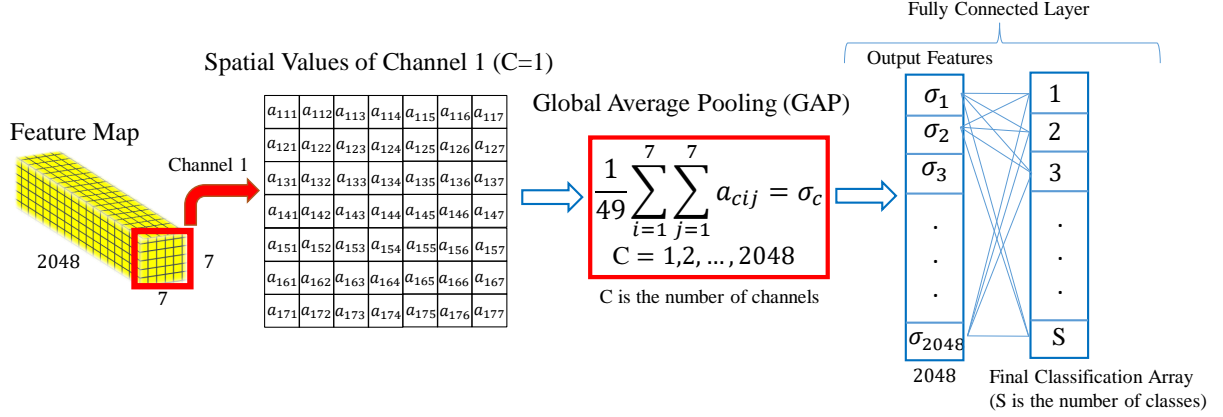 Fully Connected Layer
Output Features
Spatial Values of Channel 1 (C=1)
Global Average Pooling (GAP)
Feature Map
Channel 1
2048
7
7
a₁₁₁ a₁₁₂ a₁₁₃ a₁₁₄ a₁₁₅ a₁₁₆ a₁₁₇
a₁₂₁ a₁₂₂ a₁₂₃ a₁₂₄ a₁₂₅ a₁₂₆ a₁₂₇
a₁₃₁ a₁₃₂ a₁₃₃ a₁₃₄ a₁₃₅ a₁₃₆ a₁₃₇
a₁₄₁ a₁₄₂ a₁₄₃ a₁₄₄ a₁₄₅ a₁₄₆ a₁₄₇
a₁₅₁ a₁₅₂ a₁₅₃ a₁₅₄ a₁₅₅ a₁₅₆ a₁₅₇
a₁₆₁ a₁₆₂ a₁₆₃ a₁₆₄ a₁₆₅ a₁₆₆ a₁₆₇
a₁₇₁ a₁₇₂ a₁₇₃ a₁₇₄ a₁₇₅ a₁₇₆ a₁₇₇
1/49 ∑_{i=1}^{7} ∑_{j=1}^{7} a_{cij} = σ_c
C = 1,2, … , 2048
C is the number of channels
σ₁
σ₂
σ₃
.
.
.
σ₂₀₄₈
2048
1
2
3
.
.
.
S
Final Classification Array
(S is the number of classes)